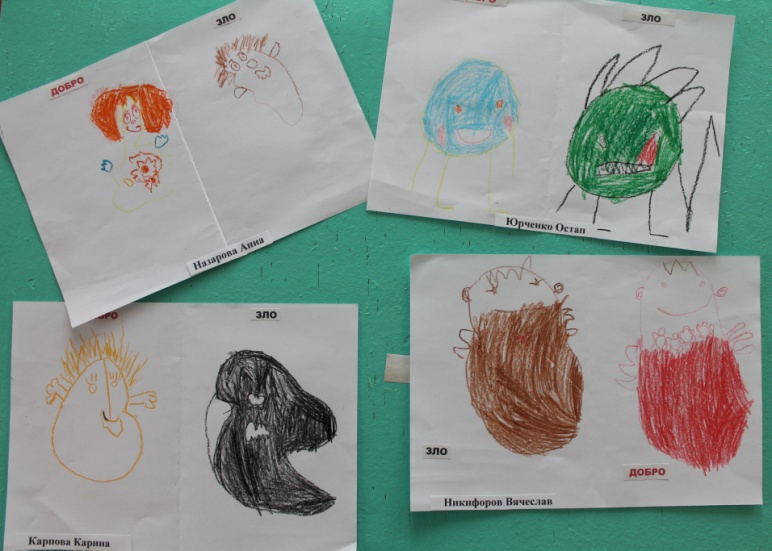 ДОБРО
ЗЛО
Назарова Анна
ЗЛО
Юрченко Остап
ЗЛО
Карпова Карина
ЗЛО
ДОБРО
Никифоров Вячеслав